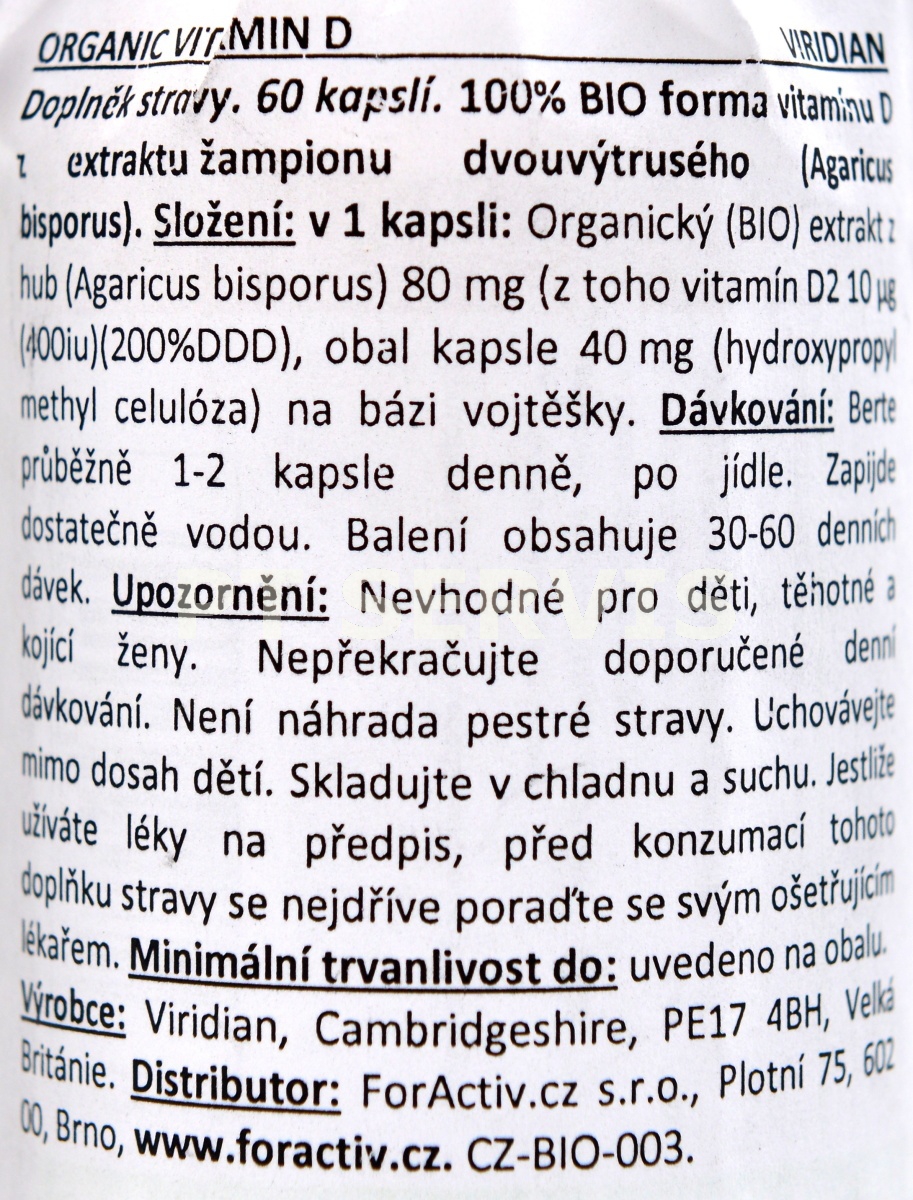 ORGANIC VITAMIN D VIRIDIAN
Doplněk stravy. 60 kapslí. 100% BIO forma vitaminu D
z extraktu žampionu dvouvýtrusého (Agaricus
bisporus). Složení: v 1 kapsli: Organický (BIO) extrakt z
hub (Agaricus bisporus) 80 mg (z toho vitamín D2 10 µg
(400iu)(200%DDD), obal kapsle 40 mg (hydroxypropyl
methyl celulóza) na bázi vojtěšky. Dávkování: Berte
průběžně 1-2 kapsle denně, po jídle. Zapijde
dostatečně vodou. Balení obsahuje 30-60 denních
dávek. Upozornění: Nevhodné pro děti, těhotné a
kojící ženy. Nepřekračujte doporučené denní
dávkování. Není náhrada pestré stravy. Uchovávejte
mimo dosah dětí. Skladujte v chladnu a suchu. Jestliže
užíváte léky na předpis, před konzumací tohoto
doplňku stravy se nejdříve poraďte se svým ošetřujícím
lékařem. Minimální trvanlivost do: uvedeno na obalu.
Výrobce: Viridian, Cambridgeshire, PE17 4BH, Velká
Británie. Distributor: ForActiv.cz s.r.o., Plotní 75, 602
00, Brno, www.foractiv.cz. CZ-BIO-003.